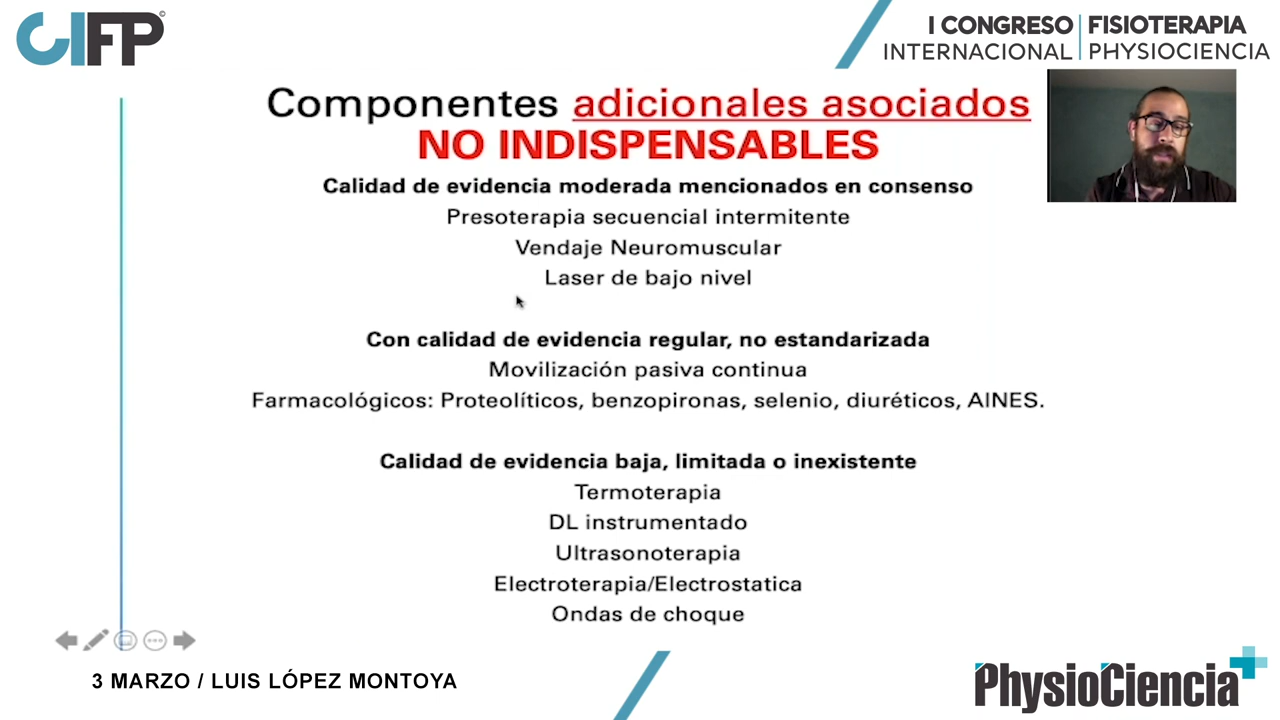 CIFP
I CONGRESO FISIOTERAPIA
INTERNACIONAL PHYSIOCIENCIA
Componentes adicionales asociados
NO INDISPENSABLES
Calidad de evidencia moderada mencionados en consenso
Presoterapia secuencial intermitente
Vendaje Neuromuscular
Laser de bajo nivel
Con calidad de evidencia regular, no estandarizada
Movilización pasiva continua
Farmacológicos: Proteolíticos, benzopironas, selenio, diuréticos, AINES.
Calidad de evidencia baja, limitada o inexistente
Termoterapia
DL instrumentado
Ultrasonoterapia
Electroterapia/Electrostatica
Ondas de choque
3 MARZO / LUIS LÓPEZ MONTOYA
PhysioCiencia